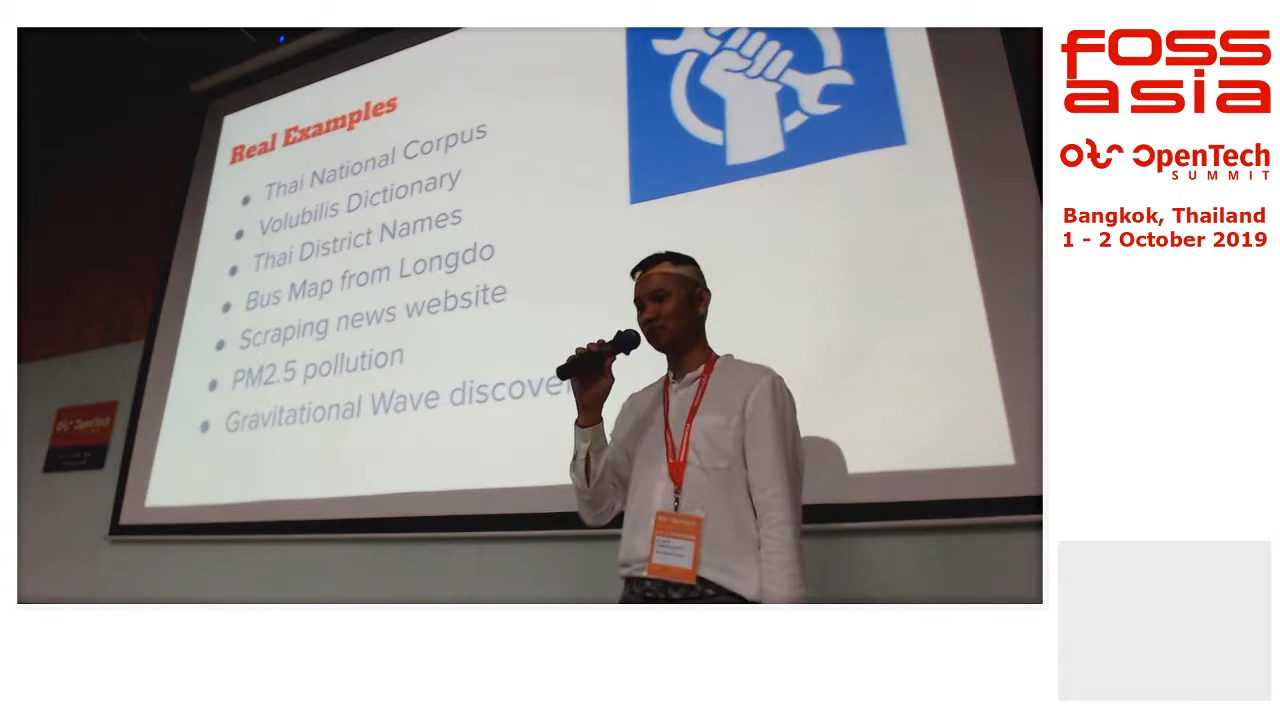 Real Examples
Thai National Corpus
Volubilis Dictionary
Thai District Names
Bus Map from Longdo
Scraping news website
PM2.5 pollution
Gravitational Wave
OpenTech
foss
asia
OpenTech
SUMMIT
Bangkok, Thailand
1 - 2 October 2019